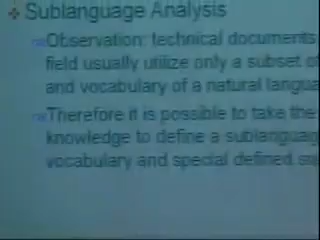 Sublanguage Analysis
Observation: technical documents
field usually utilize only a subset of
and vocabulary of a natural langua
Therefore it is possible to take the
knowledge to define a sublanguag
vocabulary and special defined